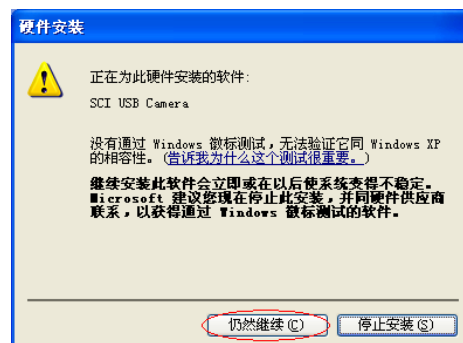 硬件安装
正在为此硬件安装的软件:
SCI USB Camera
没有通过 Windows 徽标测试，无法验证它同 Windows XP
的相容性。(告诉我为什么这个测试很重要。)
继续安装此软件会立即或在以后使系统变得不稳定。
Microsoft 建议您现在停止此安装，并同硬件供应商
联系，以获得通过 Windows 徽标测试的软件。
仍然继续(C) 停止安装(S)